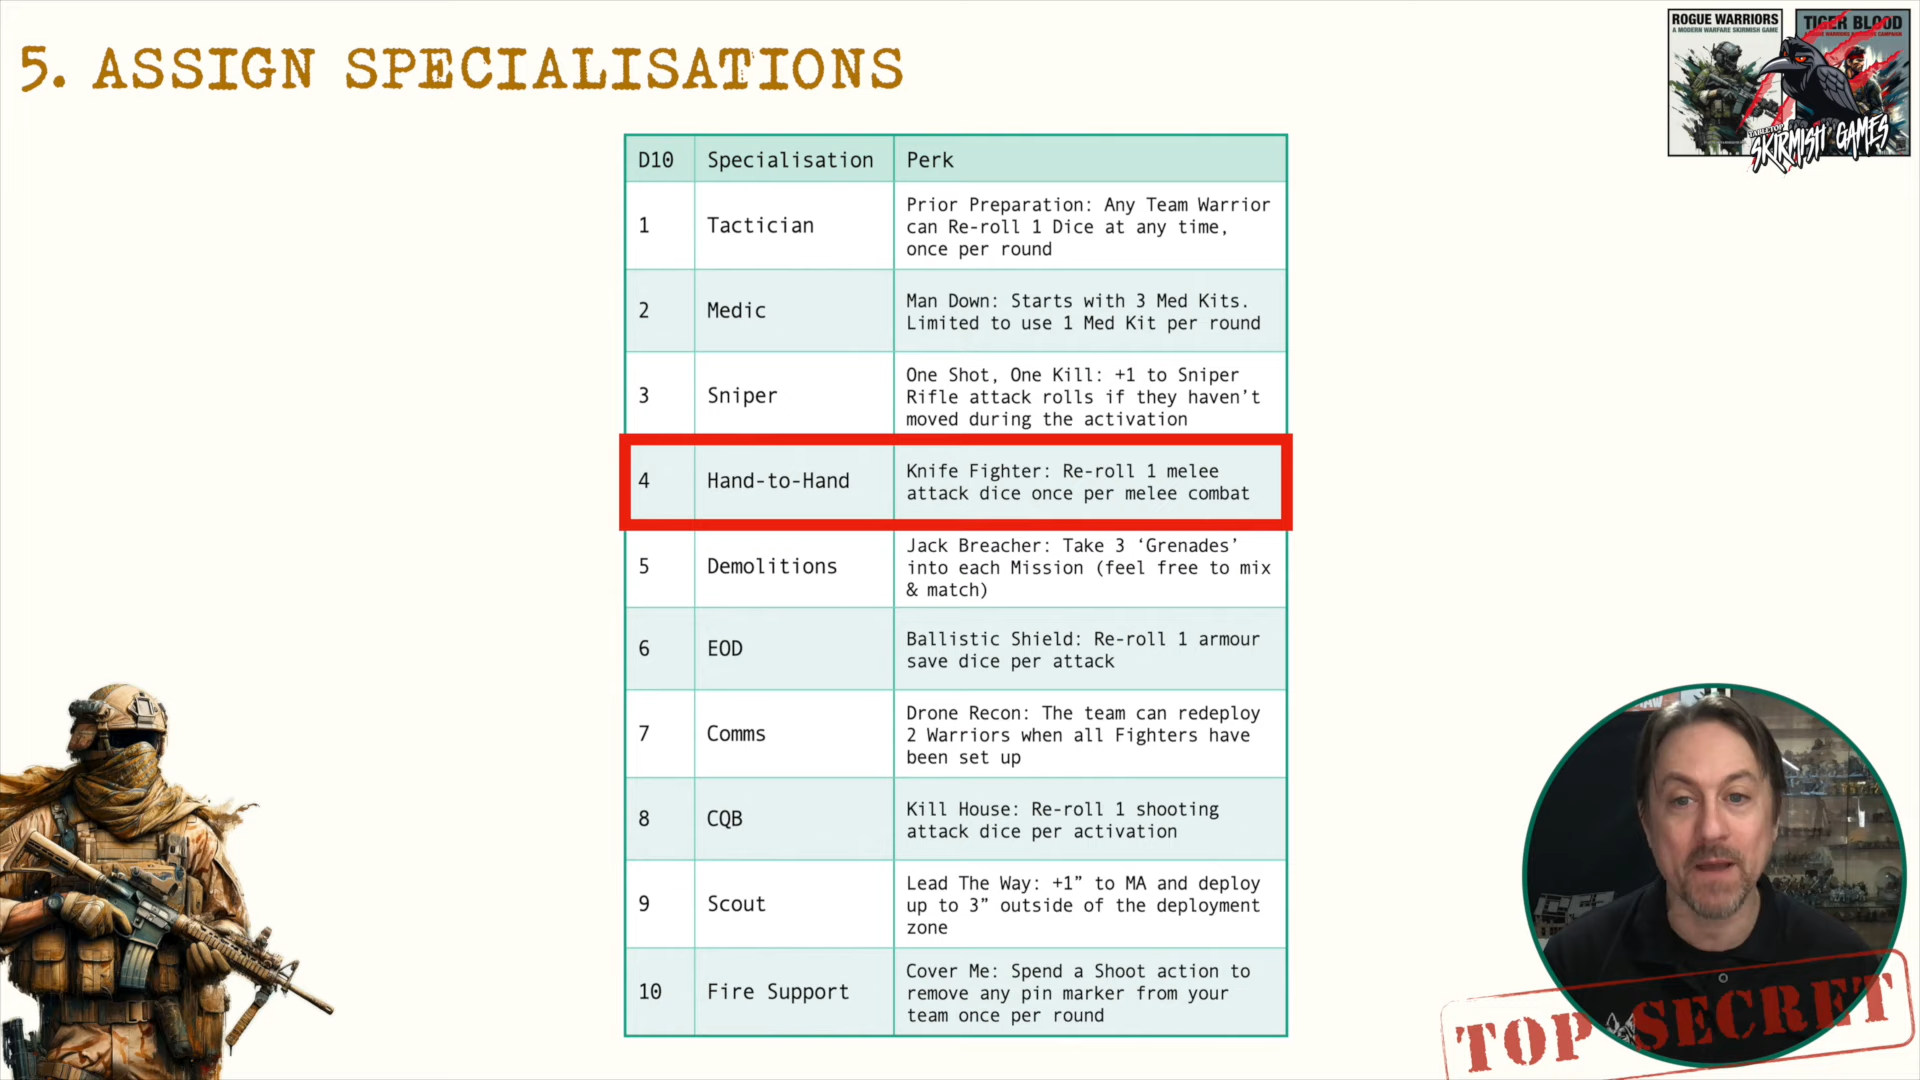 5. ASSIGN SPECIALISATIONS
ROGUE WARRIORS
A MODERN WARFARE SKIRMISH GAME
TIGER BLOOD
TABLETOP
SKIRMISH GAMES
D10 Specialisation Perk
1 Tactician Prior Preparation: Any Team Warrior
can Re-roll 1 Dice at any time,
once per round
2 Medic Man Down: Starts with 3 Med Kits.
Limited to use 1 Med Kit per round
3 Sniper One Shot, One Kill: +1 to Sniper
Rifle attack rolls if they haven’t
moved during the activation
4 Hand-to-Hand Knife Fighter: Re-roll 1 melee
attack dice once per melee combat
5 Demolitions Jack Breacher: Take 3 ‘Grenades’
into each Mission (feel free to mix
& match)
6 EOD Ballistic Shield: Re-roll 1 armour
save dice per attack
7 Comms Drone Recon: The team can redeploy
2 Warriors when all Fighters have
been set up
8 CQB Kill House: Re-roll 1 shooting
attack dice per activation
9 Scout Lead The Way: +1” to MA and deploy
up to 3” outside of the deployment
zone
10 Fire Support Cover Me: Spend a Shoot action to
remove any pin marker from your
team once per round
TOP SECRET